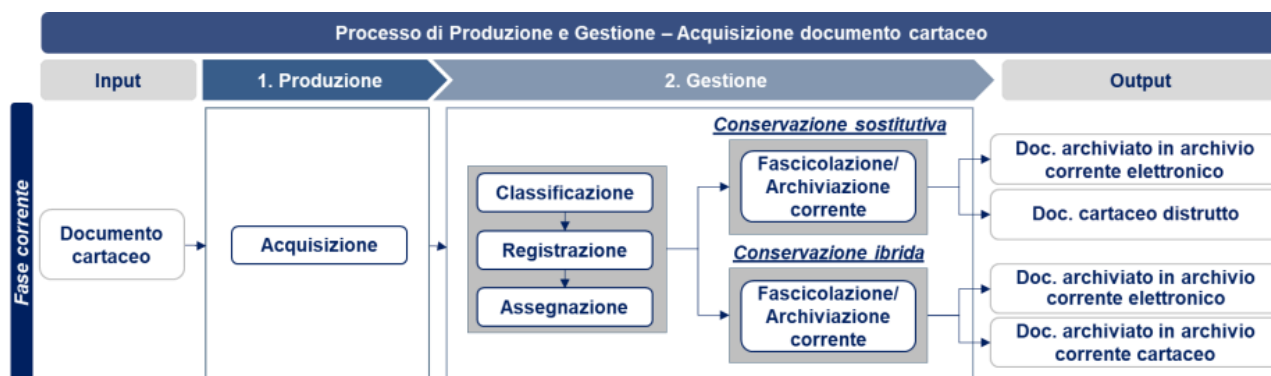 Processo di Produzione e Gestione – Acquisizione documento cartaceo
Input
1. Produzione
2. Gestione
Output
Fase corrente
Documento
cartaceo
Acquisizione
Classificazione
Registrazione
Assegnazione
Conservazione sostitutiva
Fascicolazione/
Archiviazione
corrente
Conservazione ibrida
Fascicolazione/
Archiviazione
corrente
Doc. archiviato in archivio
corrente elettronico
Doc. cartaceo distrutto
Doc. archiviato in archivio
corrente elettronico
Doc. archiviato in archivio
corrente cartaceo